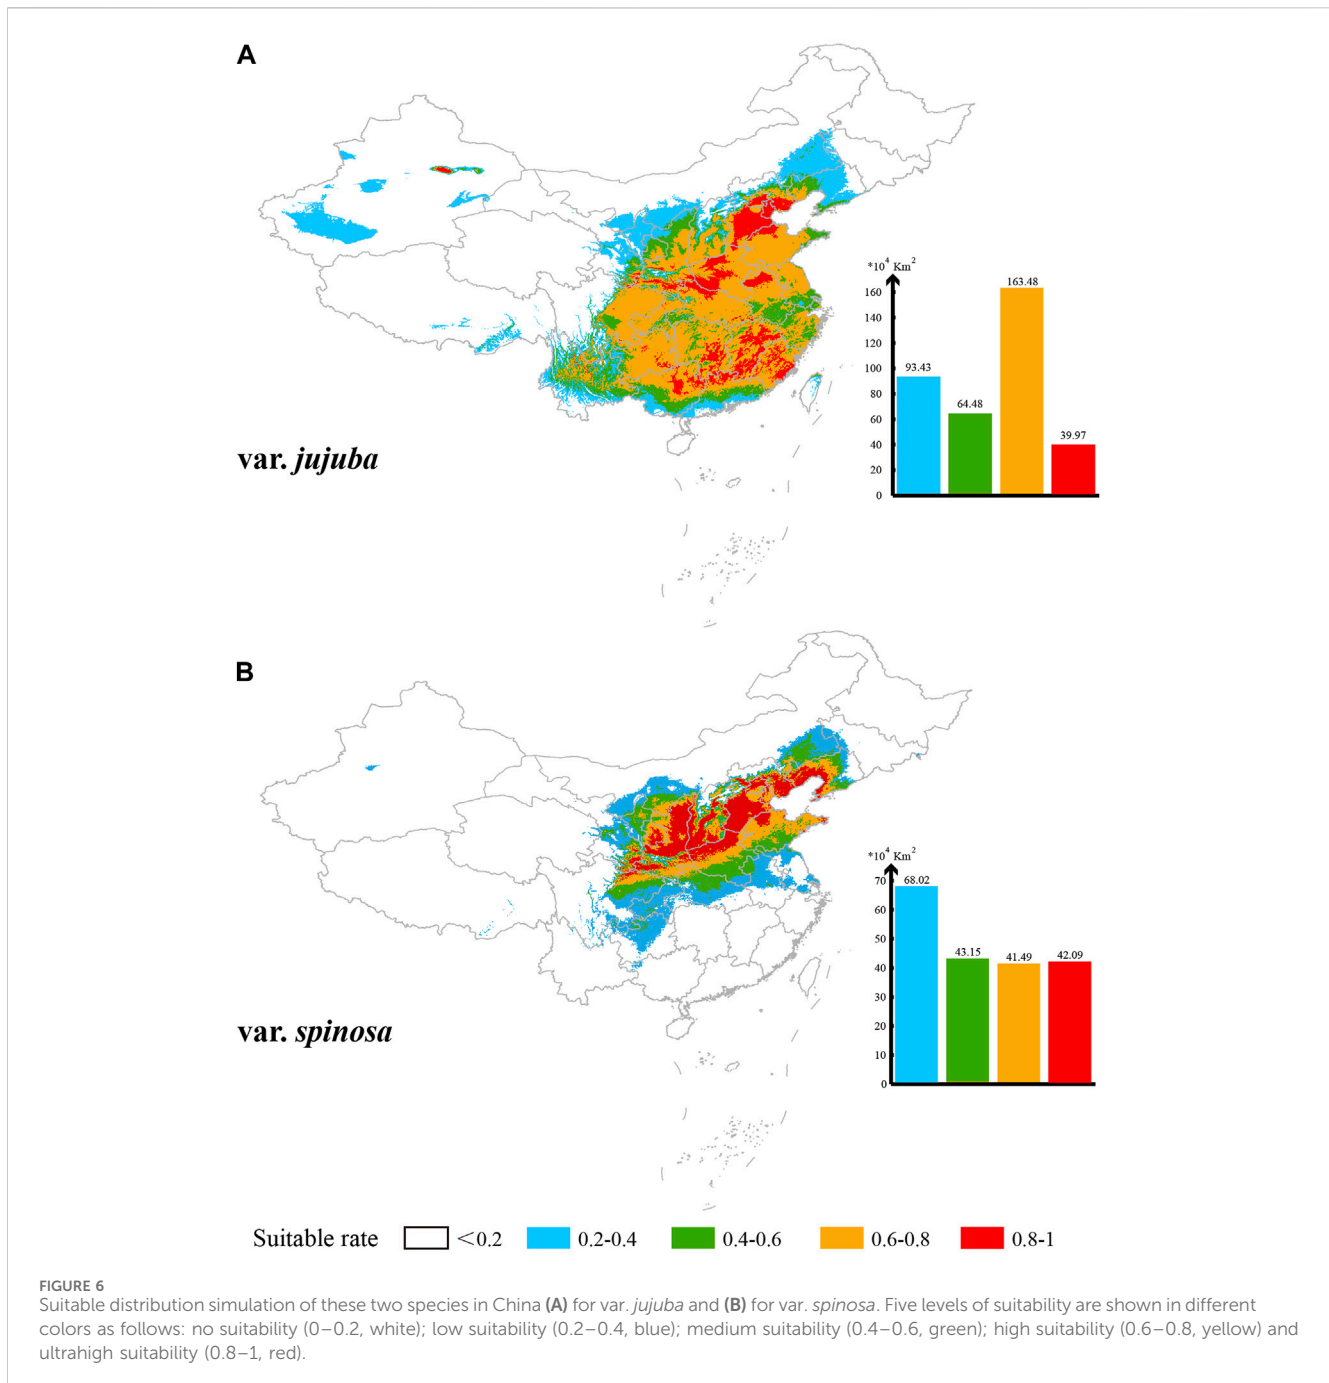 A
*10⁴ Km²
160
140
120
100
80
60
40
20
0
93.43
64.48
163.48
39.97
var. jujuba
B
*10⁴ Km²
70
60
50
40
30
20
10
0
68.02
43.15
41.49
42.09
var. spinosa
Suitable rate <0.2 0.2-0.4 0.4-0.6 0.6-0.8 0.8-1
FIGURE 6
Suitable distribution simulation of these two species in China (A) for var. jujuba and (B) for var. spinosa. Five levels of suitability are shown in different
colors as follows: no suitability (0–0.2, white); low suitability (0.2–0.4, blue); medium suitability (0.4–0.6, green); high suitability (0.6–0.8, yellow) and
ultrahigh suitability (0.8–1, red).